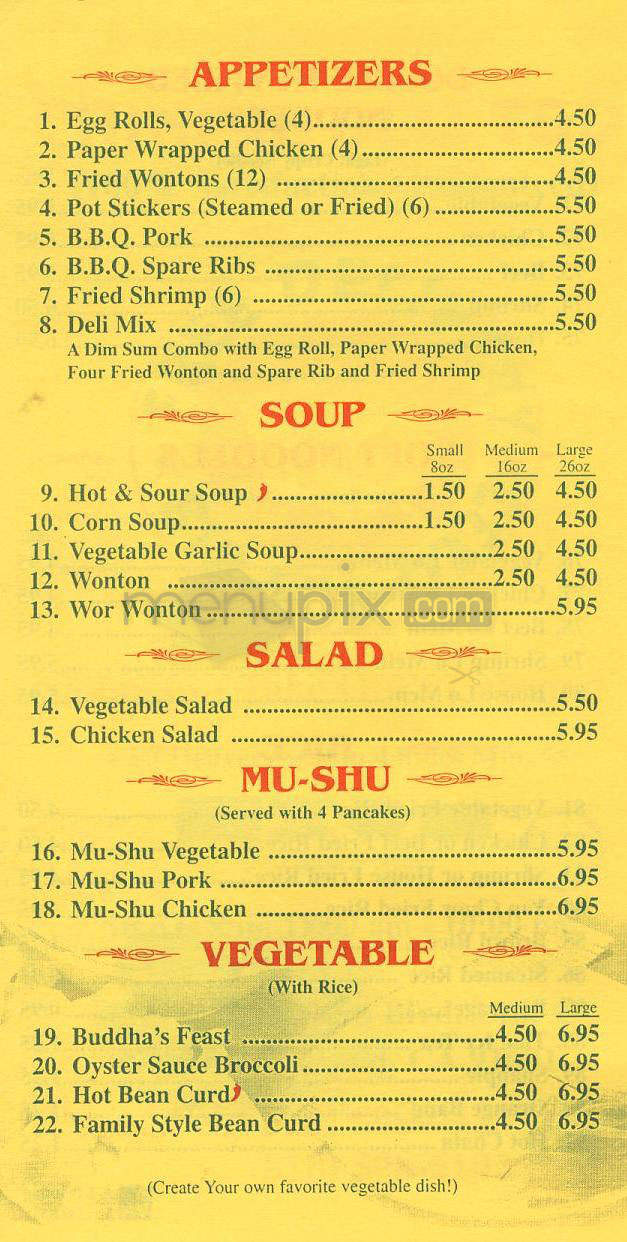 APPETIZERS
1. Egg Rolls, Vegetable (4)..................................4.50
2. Paper Wrapped Chicken (4)............................4.50
3. Fried Wontons (12) .......................................4.50
4. Pot Stickers (Steamed or Fried) (6) .................5.50
5. B.B.Q. Pork .................................................5.50
6. B.B.Q. Spare Ribs .........................................5.50
7. Fried Shrimp (6) ...........................................5.50
8. Deli Mix ......................................................5.50
A Dim Sum Combo with Egg Roll, Paper Wrapped Chicken,
Four Fried Wonton and Spare Rib and Fried Shrimp
SOUP
Small Medium Large
8oz 16oz 26oz
9. Hot & Sour Soup .....................1.50 2.50 4.50
10. Corn Soup..................................1.50 2.50 4.50
11. Vegetable Garlic Soup...........................2.50 4.50
12. Wonton ..............................................2.50 4.50
13. Wor Wonton .................................................5.95
menupix.com
SALAD
14. Vegetable Salad ............................................5.50
15. Chicken Salad ..............................................5.95
MU-SHU
(Served with 4 Pancakes)
16. Mu-Shu Vegetable .........................................5.95
17. Mu-Shu Pork ................................................6.95
18. Mu-Shu Chicken ...........................................6.95
VEGETABLE
(With Rice)
Medium Large
19. Buddha's Feast ....................................4.50 6.95
20. Oyster Sauce Broccoli...........................4.50 6.95
21. Hot Bean Curd ..................................4.50 6.95
22. Family Style Bean Curd ........................4.50 6.95
(Create Your own favorite vegetable dish!)